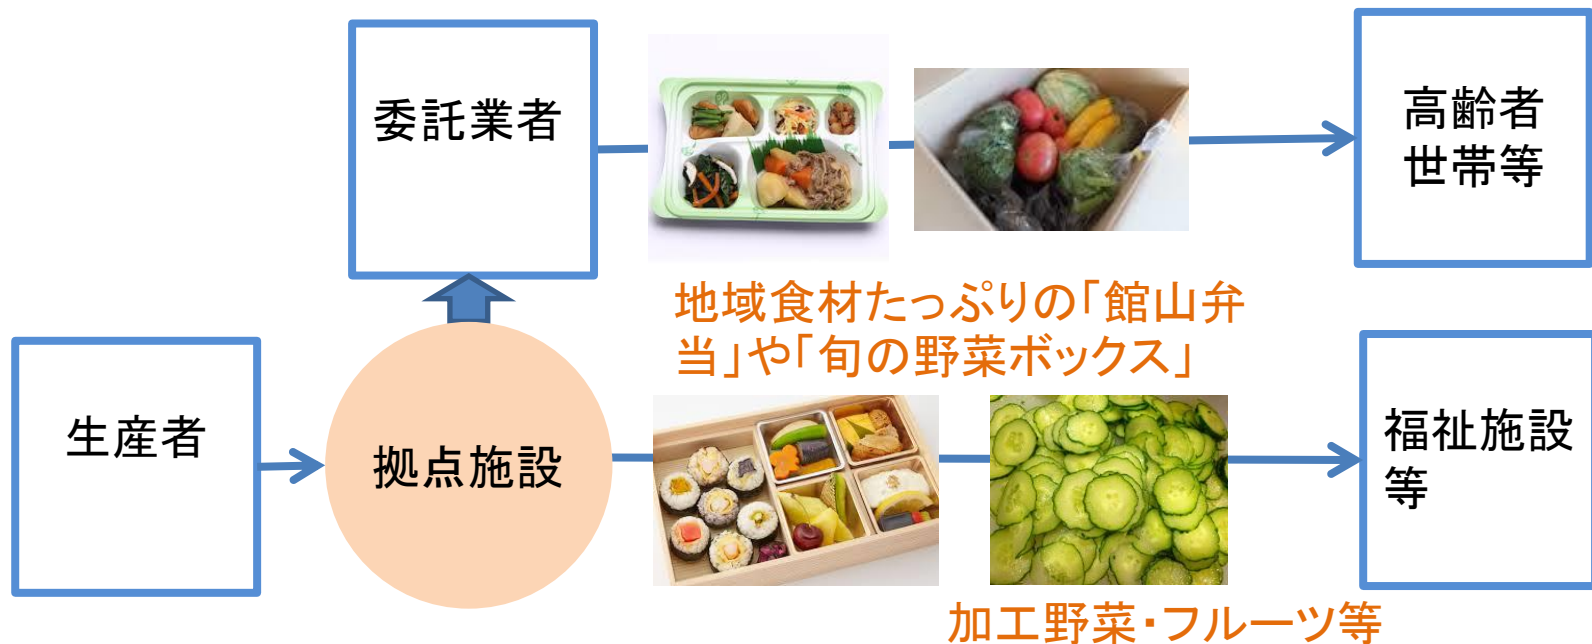 委託業者
高齢者
世帯等
地域食材たっぷりの「館山弁
当」や「旬の野菜ボックス」
生産者
拠点施設
福祉施設
等
加工野菜・フルーツ等